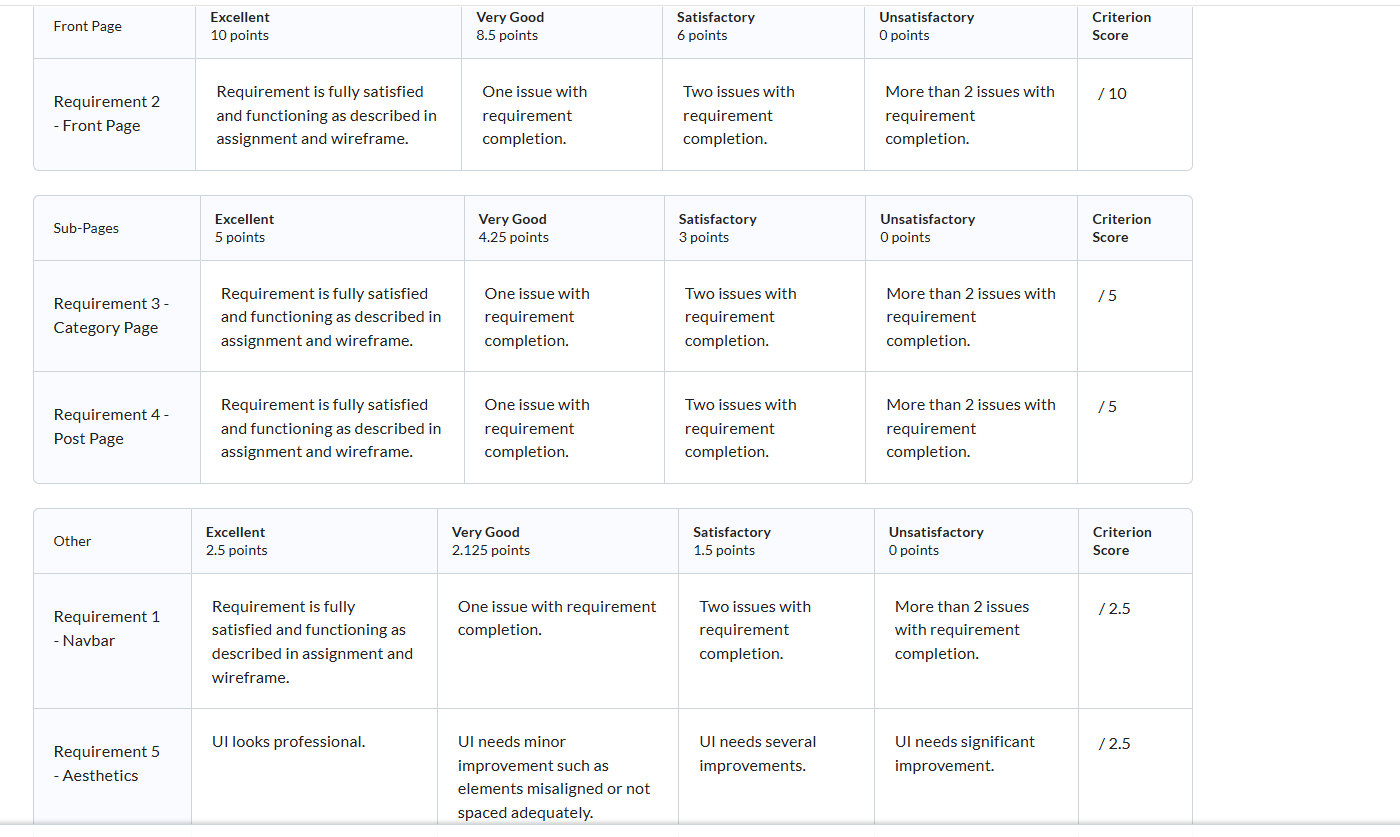 Front Page
Excellent
10 points
Very Good
8.5 points
Satisfactory
6 points
Unsatisfactory
0 points
Criterion
Score
Requirement 2
- Front Page
Requirement is fully satisfied
and functioning as described in
assignment and wireframe.
One issue with
requirement
completion.
Two issues with
requirement
completion.
More than 2 issues with
requirement
completion.
/ 10
Sub-Pages
Excellent
5 points
Very Good
4.25 points
Satisfactory
3 points
Unsatisfactory
0 points
Criterion
Score
Requirement 3 -
Category Page
Requirement is fully satisfied
and functioning as described in
assignment and wireframe.
One issue with
requirement
completion.
Two issues with
requirement
completion.
More than 2 issues with
requirement
completion.
/ 5
Requirement 4 -
Post Page
Requirement is fully satisfied
and functioning as described in
assignment and wireframe.
One issue with
requirement
completion.
Two issues with
requirement
completion.
More than 2 issues with
requirement
completion.
/ 5
Other
Excellent
2.5 points
Very Good
2.125 points
Satisfactory
1.5 points
Unsatisfactory
0 points
Criterion
Score
Requirement 1
- Navbar
Requirement is fully
satisfied and functioning as
described in assignment and
wireframe.
One issue with requirement
completion.
Two issues with
requirement
completion.
More than 2 issues
with requirement
completion.
/ 2.5
Requirement 5
- Aesthetics
UI looks professional.
UI needs minor
improvement such as
elements misaligned or not
spaced adequately.
UI needs several
improvements.
UI needs significant
improvement.
/ 2.5